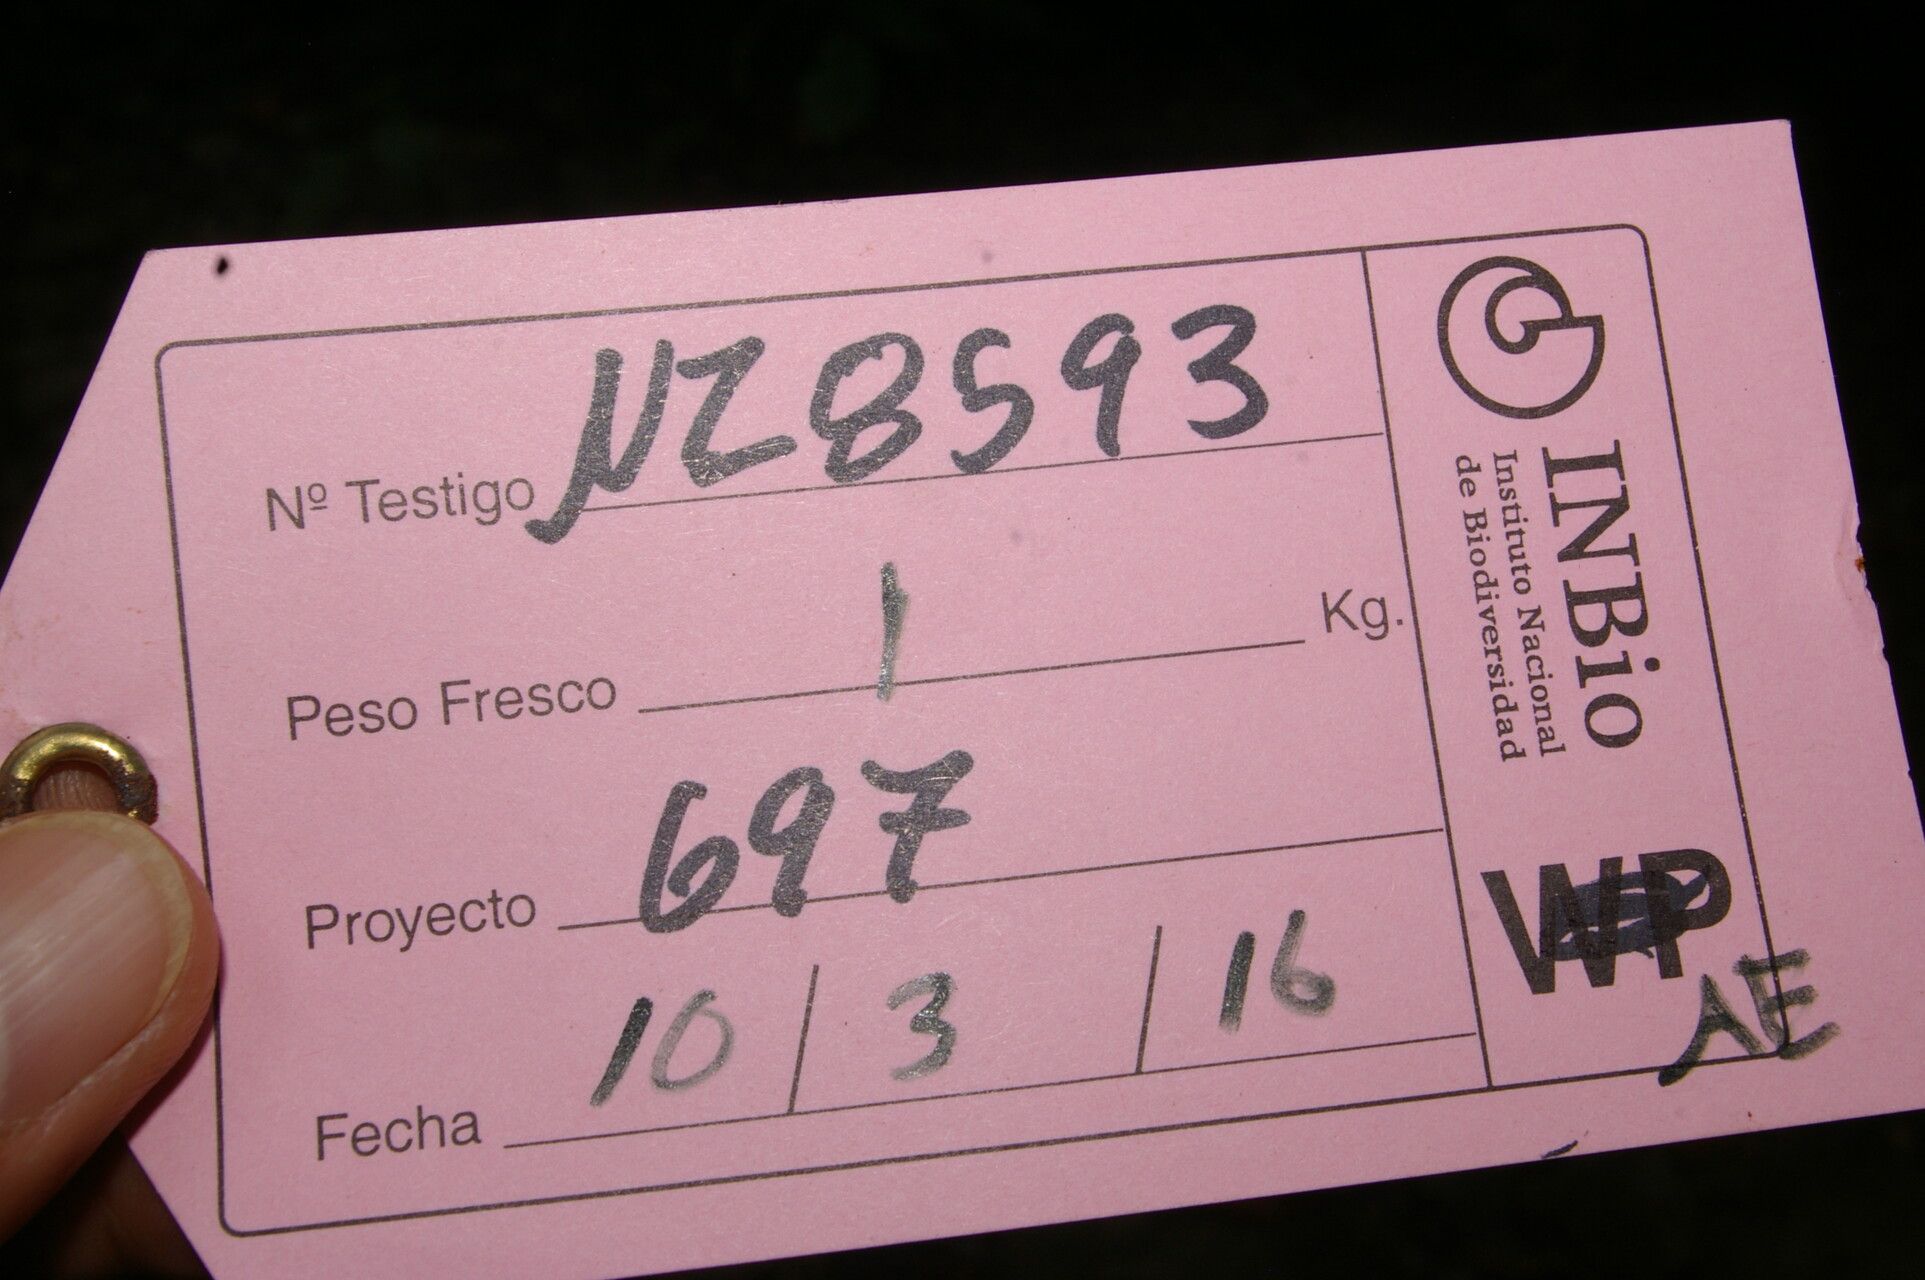 Nº Testigo NZ8593
Peso Fresco 1 Kg.
Proyecto 697
Fecha 10 / 3 / 16
INBio
Instituto Nacional
de Biodiversidad
WP
AE